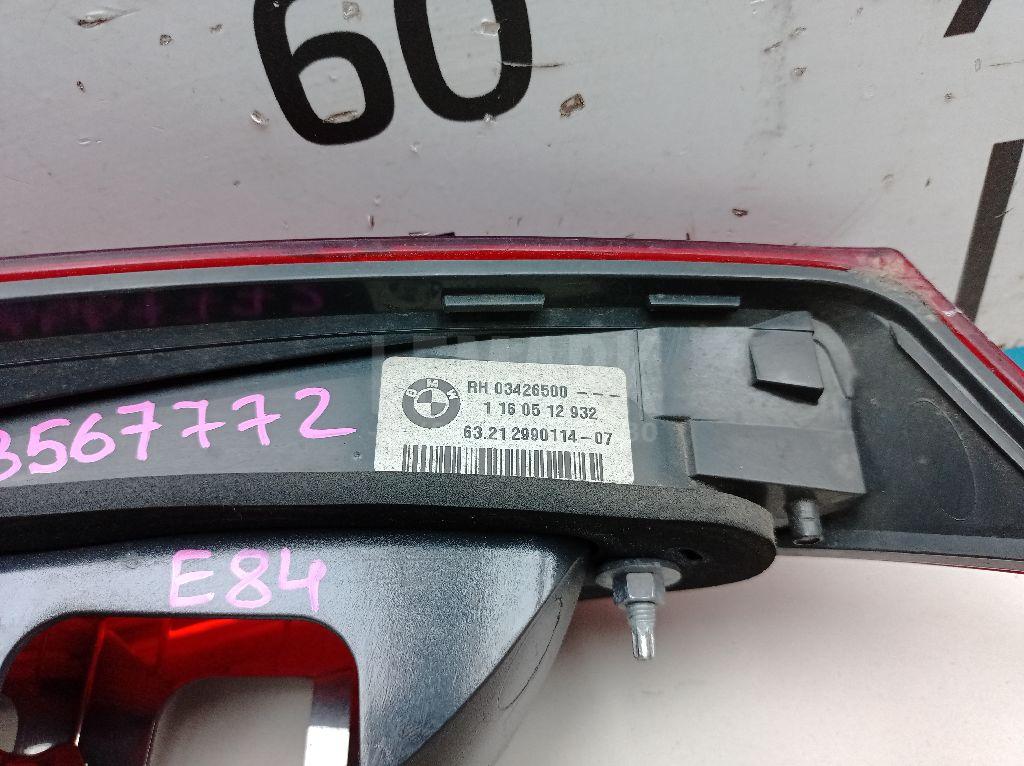 60
BMW
RH 03426500 - - -
1 16 05 12 932
63.21 2990114-07
3567772
E84